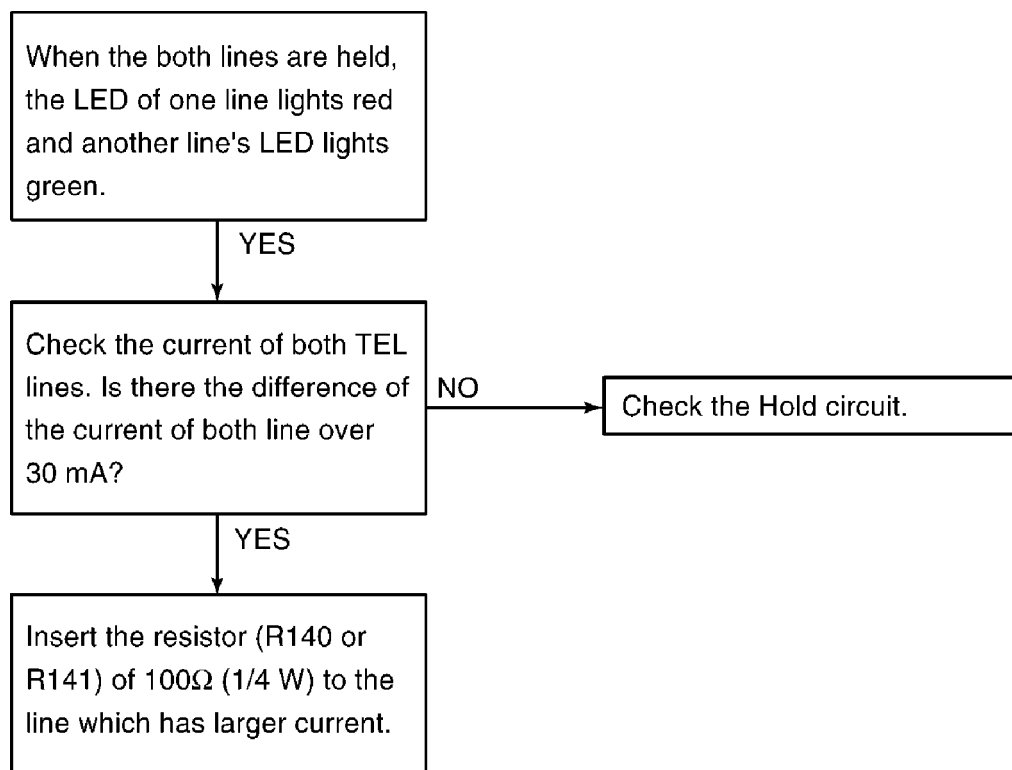 When the both lines are held,
the LED of one line lights red
and another line's LED lights
green.
YES
Check the current of both TEL
lines. Is there the difference of
the current of both line over
30 mA?
NO
Check the Hold circuit.
YES
Insert the resistor (R140 or
R141) of 100Ω (1/4 W) to the
line which has larger current.